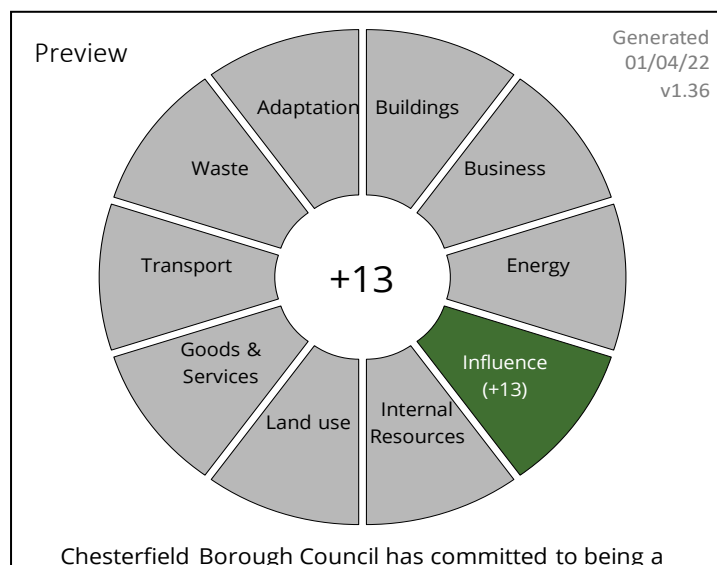 Preview
Generated
01/04/22
v1.36
Adaptation
Buildings
Waste
Business
Transport
+13
Energy
Goods &
Services
Influence
(+13)
Land use
Internal
Resources
Chesterfield Borough Council has committed to being a